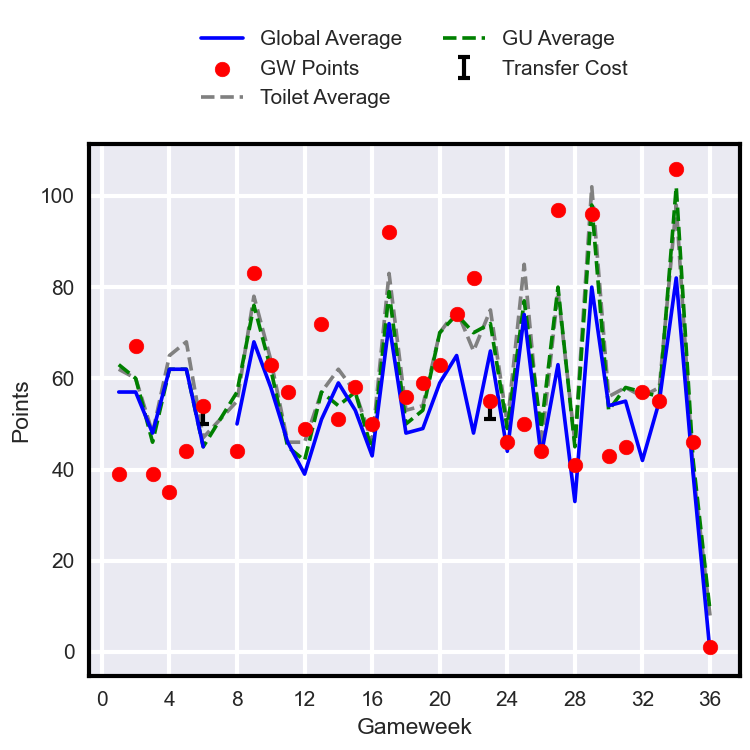 Global Average
GW Points
Toilet Average
GU Average
Transfer Cost
Points
100
80
60
40
20
0
0 4 8 12 16 20 24 28 32 36
Gameweek